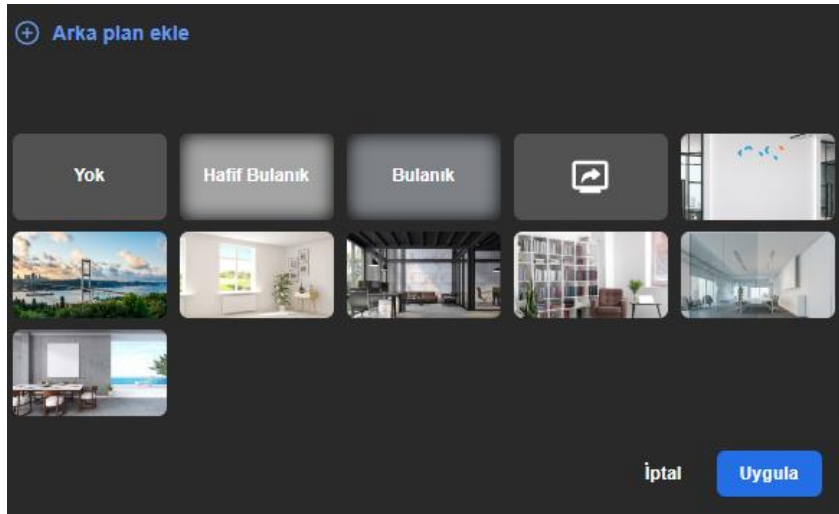 Arka plan ekle
Yok
Hafif Bulanık
Bulanık
İptal
Uygula